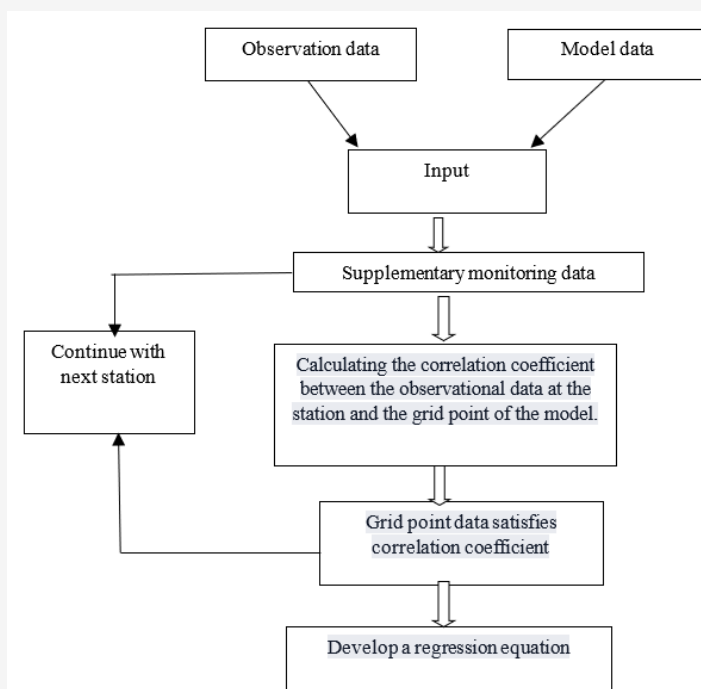 Observation data
Model data
Input
Supplementary monitoring data
Continue with
next station
Calculating the correlation coefficient
between the observational data at the
station and the grid point of the model.
Grid point data satisfies
correlation coefficient
Develop a regression equation